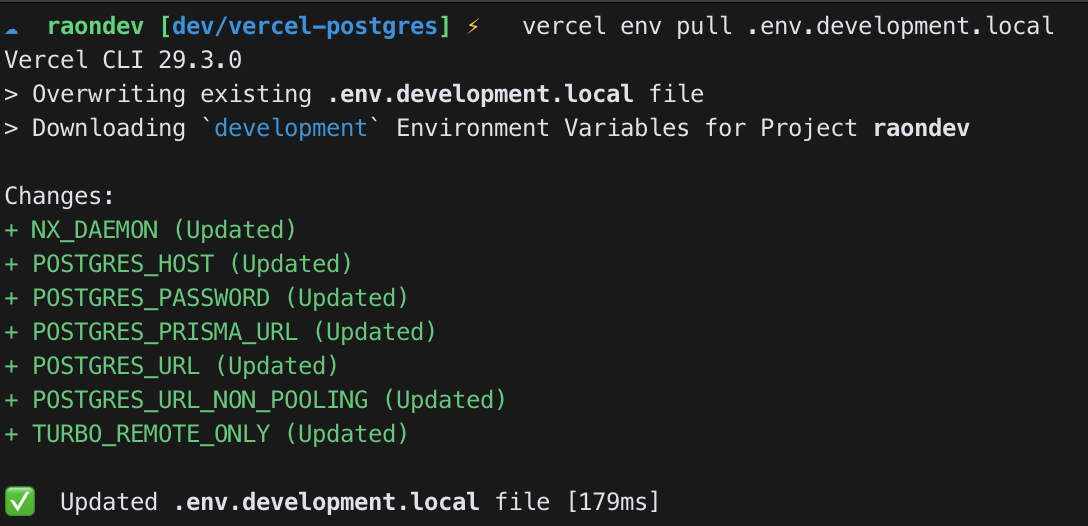 ☁ raondev [dev/vercel-postgres] ⚡ vercel env pull .env.development.local
Vercel CLI 29.3.0
> Overwriting existing .env.development.local file
> Downloading `development` Environment Variables for Project raondev
Changes:
+ NX_DAEMON (Updated)
+ POSTGRES_HOST (Updated)
+ POSTGRES_PASSWORD (Updated)
+ POSTGRES_PRISMA_URL (Updated)
+ POSTGRES_URL (Updated)
+ POSTGRES_URL_NON_POOLING (Updated)
+ TURBO_REMOTE_ONLY (Updated)
✅ Updated .env.development.local file [179ms]